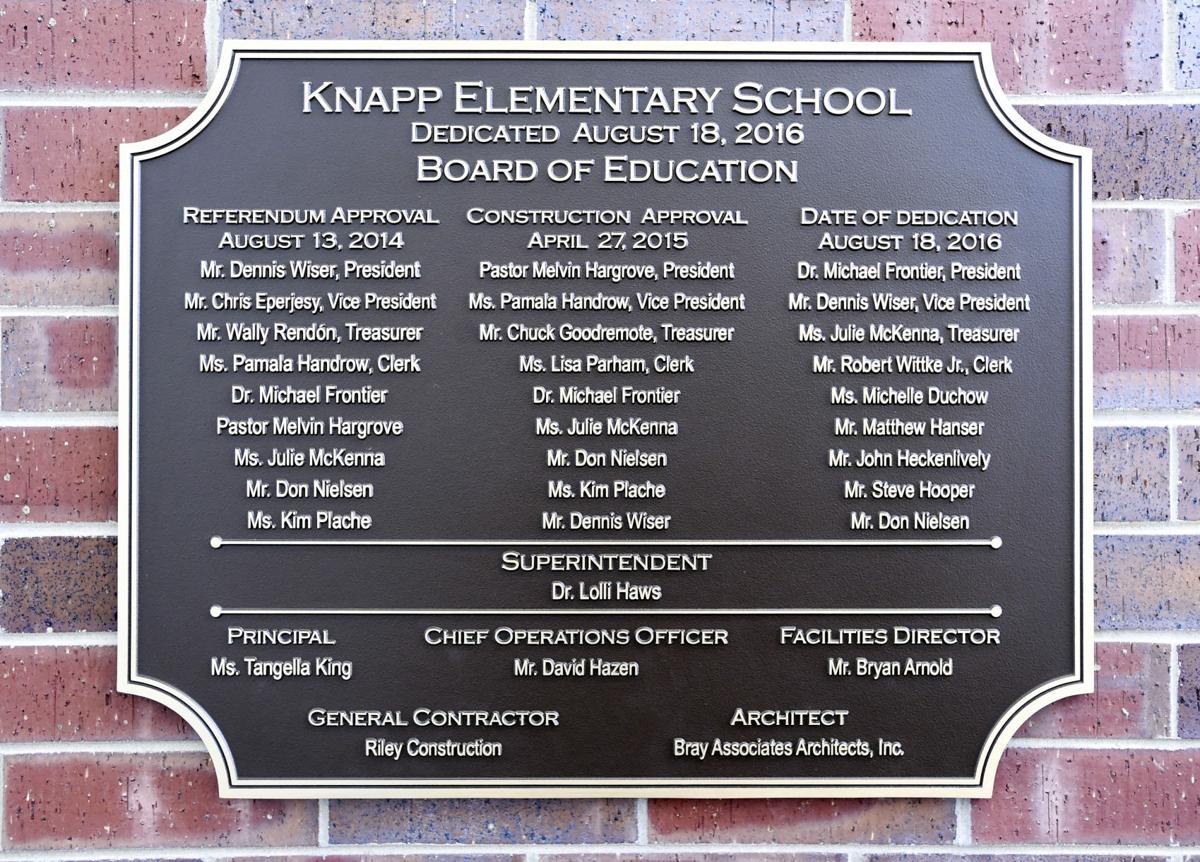 KNAPP ELEMENTARY SCHOOL
DEDICATED AUGUST 18, 2016
BOARD OF EDUCATION
REFERENDUM APPROVAL
AUGUST 13, 2014
Mr. Dennis Wiser, President
Mr. Chris Eperjesy, Vice President
Mr. Wally Rendón, Treasurer
Ms. Pamala Handrow, Clerk
Dr. Michael Frontier
Pastor Melvin Hargrove
Ms. Julie McKenna
Mr. Don Nielsen
Ms. Kim Plache
CONSTRUCTION APPROVAL
APRIL 27, 2015
Pastor Melvin Hargrove, President
Ms. Pamala Handrow, Vice President
Mr. Chuck Goodremote, Treasurer
Ms. Lisa Parham, Clerk
Dr. Michael Frontier
Ms. Julie McKenna
Mr. Don Nielsen
Ms. Kim Plache
Mr. Dennis Wiser
DATE OF DEDICATION
AUGUST 18, 2016
Dr. Michael Frontier, President
Mr. Dennis Wiser, Vice President
Ms. Julie McKenna, Treasurer
Mr. Robert Wittke Jr., Clerk
Ms. Michelle Duchow
Mr. Matthew Hanser
Mr. John Heckenlively
Mr. Steve Hooper
Mr. Don Nielsen
SUPERINTENDENT
Dr. Lolli Haws
PRINCIPAL
Ms. Tangella King
CHIEF OPERATIONS OFFICER
Mr. David Hazen
FACILITIES DIRECTOR
Mr. Bryan Arnold
GENERAL CONTRACTOR
Riley Construction
ARCHITECT
Bray Associates Architects, Inc.